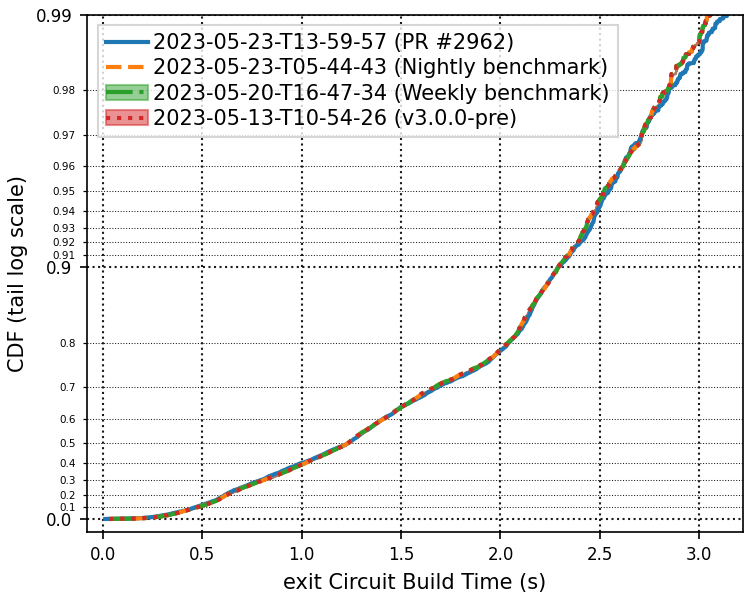 0.99
2023-05-23-T13-59-57 (PR #2962)
2023-05-23-T05-44-43 (Nightly benchmark)
2023-05-20-T16-47-34 (Weekly benchmark)
2023-05-13-T10-54-26 (v3.0.0-pre)
0.98
0.97
0.96
0.95
0.94
0.93
0.92
0.91
0.9
0.8
0.7
0.6
0.5
0.4
0.3
0.2
0.1
0.0
CDF (tail log scale)
0.0 0.5 1.0 1.5 2.0 2.5 3.0
exit Circuit Build Time (s)